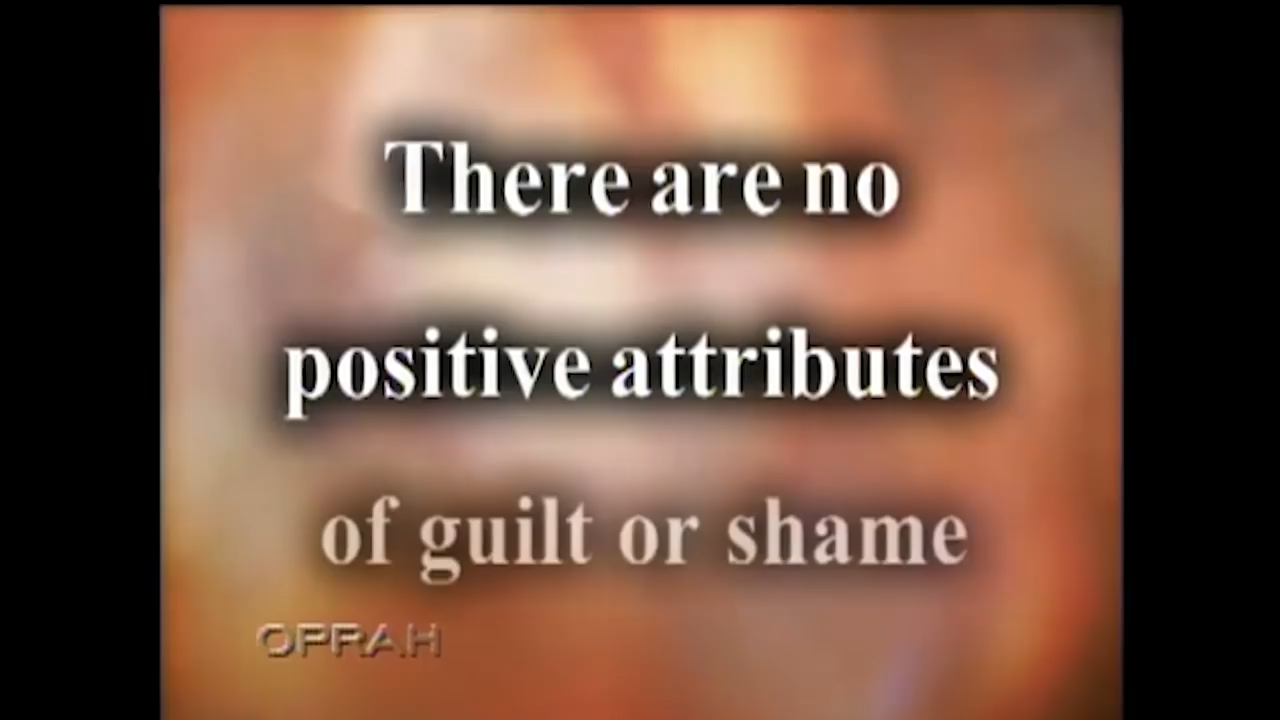 There are no
positive attributes
of guilt or shame
OPRAH